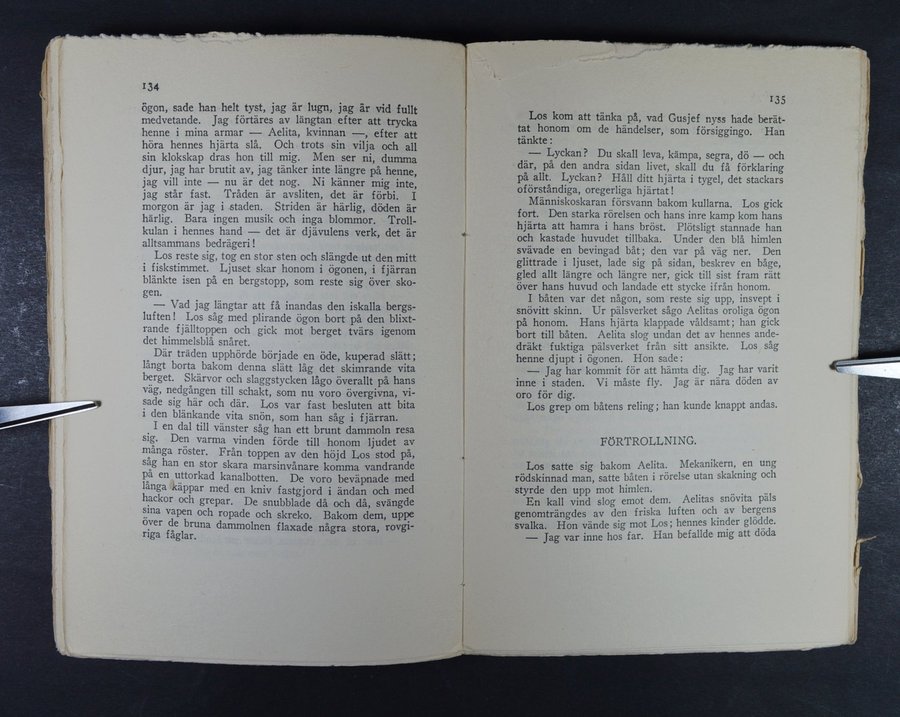 134
ögon, sade han helt tyst, jag är lugn, jag är vid fullt
medvetande. Jag förtäres av längtan efter att trycka
henne i mina armar — Aelita, kvinnan —, efter att
höra hennes hjärta slå. Och trots sin vilja och all
sin klokskap dras hon till mig. Men ser ni, dumma
djur, jag har brutit av, jag tänker inte längre på henne,
jag vill inte — nu är det nog. Ni känner mig inte,
jag står fast. Tråden är avsliten, det är förbi. I
morgon är jag i staden. Striden är härlig, döden är
härlig. Bara ingen musik och inga blommor. Troll-
kulan i hennes hand — det är djävulens verk, det är
alltsammans bedrägeri!
Los reste sig, tog en stor sten och slängde ut den mitt
i fiskstimmet. Ljuset skar honom i ögonen, i fjärran
blänkte isen på en bergstopp, som reste sig över sko-
gen.
— Vad jag längtar att få inandas den iskalla bergs-
luften! Los såg med plirande ögon bort på den blixt-
rande fjälltoppen och gick mot berget tvärs igenom
det himmelsblå snåret.
Där träden upphörde började en öde, kuperad slätt;
långt borta bakom denna slätt låg det skimrande vita
berget. Skärvor och slaggstycken lågo överallt på hans
väg, nedgången till schakt, som nu voro övergivna, vi-
sade sig här och där. Los var fast besluten att bita
i den blänkande vita snön, som han såg i fjärran.
I en dal till vänster såg han ett brunt dammoln resa
sig. Den varma vinden förde till honom ljudet av
många röster. Från toppen av den höjd Los stod på,
såg han en stor skara marsinvånare komma vandrande
på en uttorkad kanalbotten. De voro beväpnade med
långa käppar med en kniv fastgjord i ändan och med
hackor och grepar. De snubblade då och då, svängde
sina vapen och ropade och skreko. Bakom dem, uppe
över de bruna dammolnen flaxade några stora, rovgi-
riga fåglar.
135
Los kom att tänka på, vad Gusjef nyss hade berät-
tat honom om de händelser, som försiggingo. Han
tänkte:
— Lyckan? Du skall leva, kämpa, segra, dö — och
där, på den andra sidan livet, skall du få förklaring
på allt. Lyckan? Håll ditt hjärta i tygel, det stackars
oförståndiga, oregerliga hjärtat!
Människoskaran försvann bakom kullarna. Los gick
fort. Den starka rörelsen och hans inre kamp kom hans
hjärta att hamra i hans bröst. Plötsligt stannade han
och kastade huvudet tillbaka. Under den blå himlen
svävade en bevingad båt; den var på väg ner. Den
glittrade i ljuset, lade sig på sidan, beskrev en båge,
gled allt längre och längre ner, gick till sist fram rätt
över hans huvud och landade ett stycke ifrån honom.
I båten var det någon, som reste sig upp, insvept i
snövitt skinn. Ur pälsverket sågo Aelitas oroliga ögon
på honom. Hans hjärta klappade våldsamt; han gick
bort till båten. Aelita slog undan det av hennes ande-
dräkt fuktiga pälsverket från sitt ansikte. Los såg
henne djupt i ögonen. Hon sade:
— Jag har kommit för att hämta dig. Jag har varit
inne i staden. Vi måste fly. Jag är nära döden av
oro för dig.
Los grep om båtens reling; han kunde knappt andas.
FÖRTROLLNING.
Los satte sig bakom Aelita. Mekanikern, en ung
rödskinnad man, satte båten i rörelse utan skakning och
styrde den upp mot himlen.
En kall vind slog emot dem. Aelitas snövita päls
genomträngdes av den friska luften och av bergens
svalka. Hon vände sig mot Los; hennes kinder glödde.
— Jag var inne hos far. Han befallde mig att döda